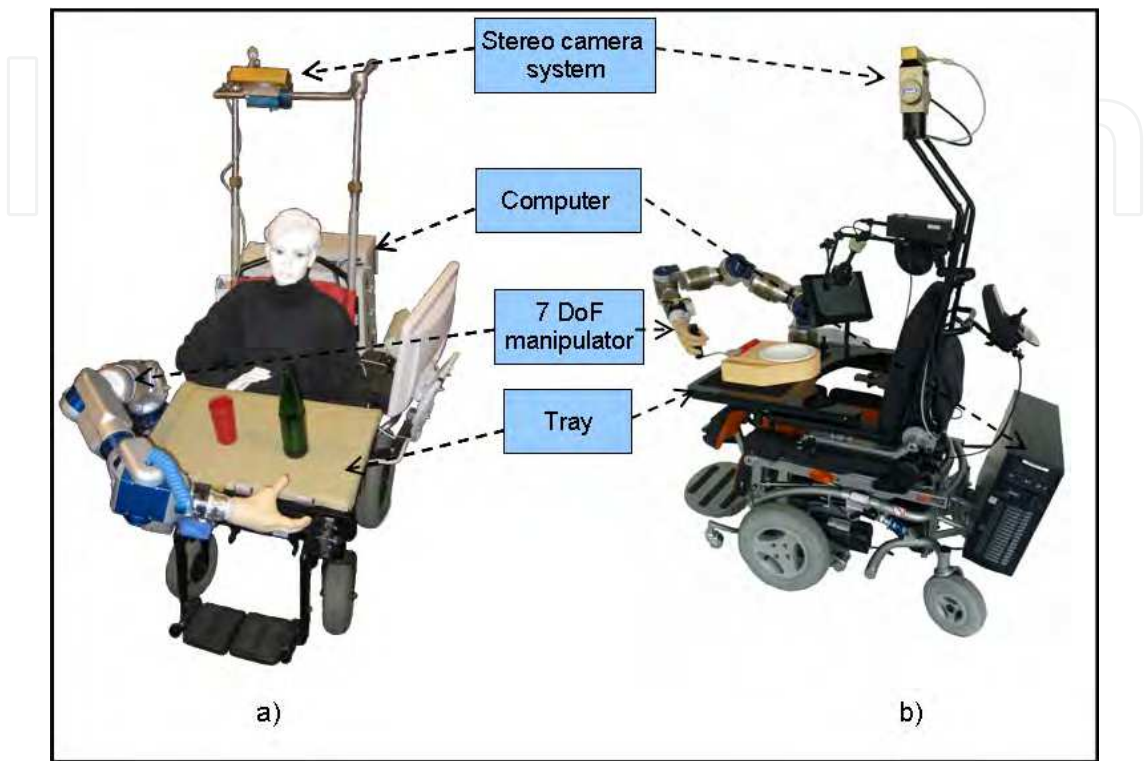 Stereo camera
system
Computer
7 DoF
manipulator
Tray
a)
b)